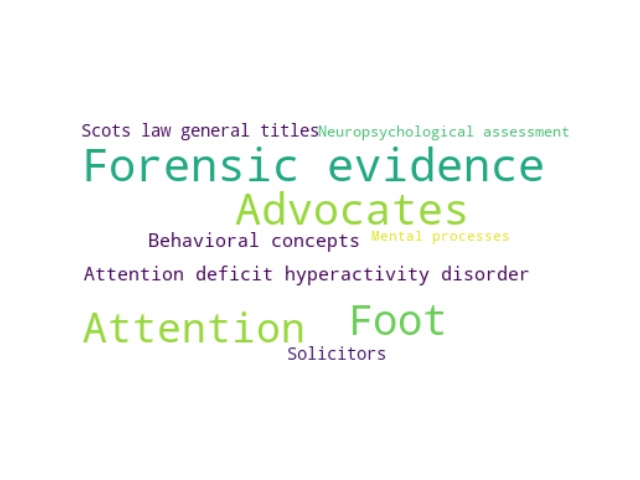 Scots law general titles Neuropsychological assessment
Forensic evidence
Advocates
Behavioral concepts Mental processes
Attention deficit hyperactivity disorder
Attention Foot
Solicitors